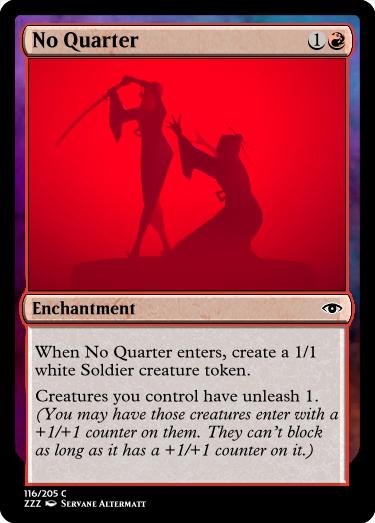 No Quarter 1
Enchantment
When No Quarter enters, create a 1/1
white Soldier creature token.
Creatures you control have unleash 1.
(You may have those creatures enter with a
+1/+1 counter on them. They can't block
as long as it has a +1/+1 counter on it.)
116/205 C
ZZZ Servane Altermatt